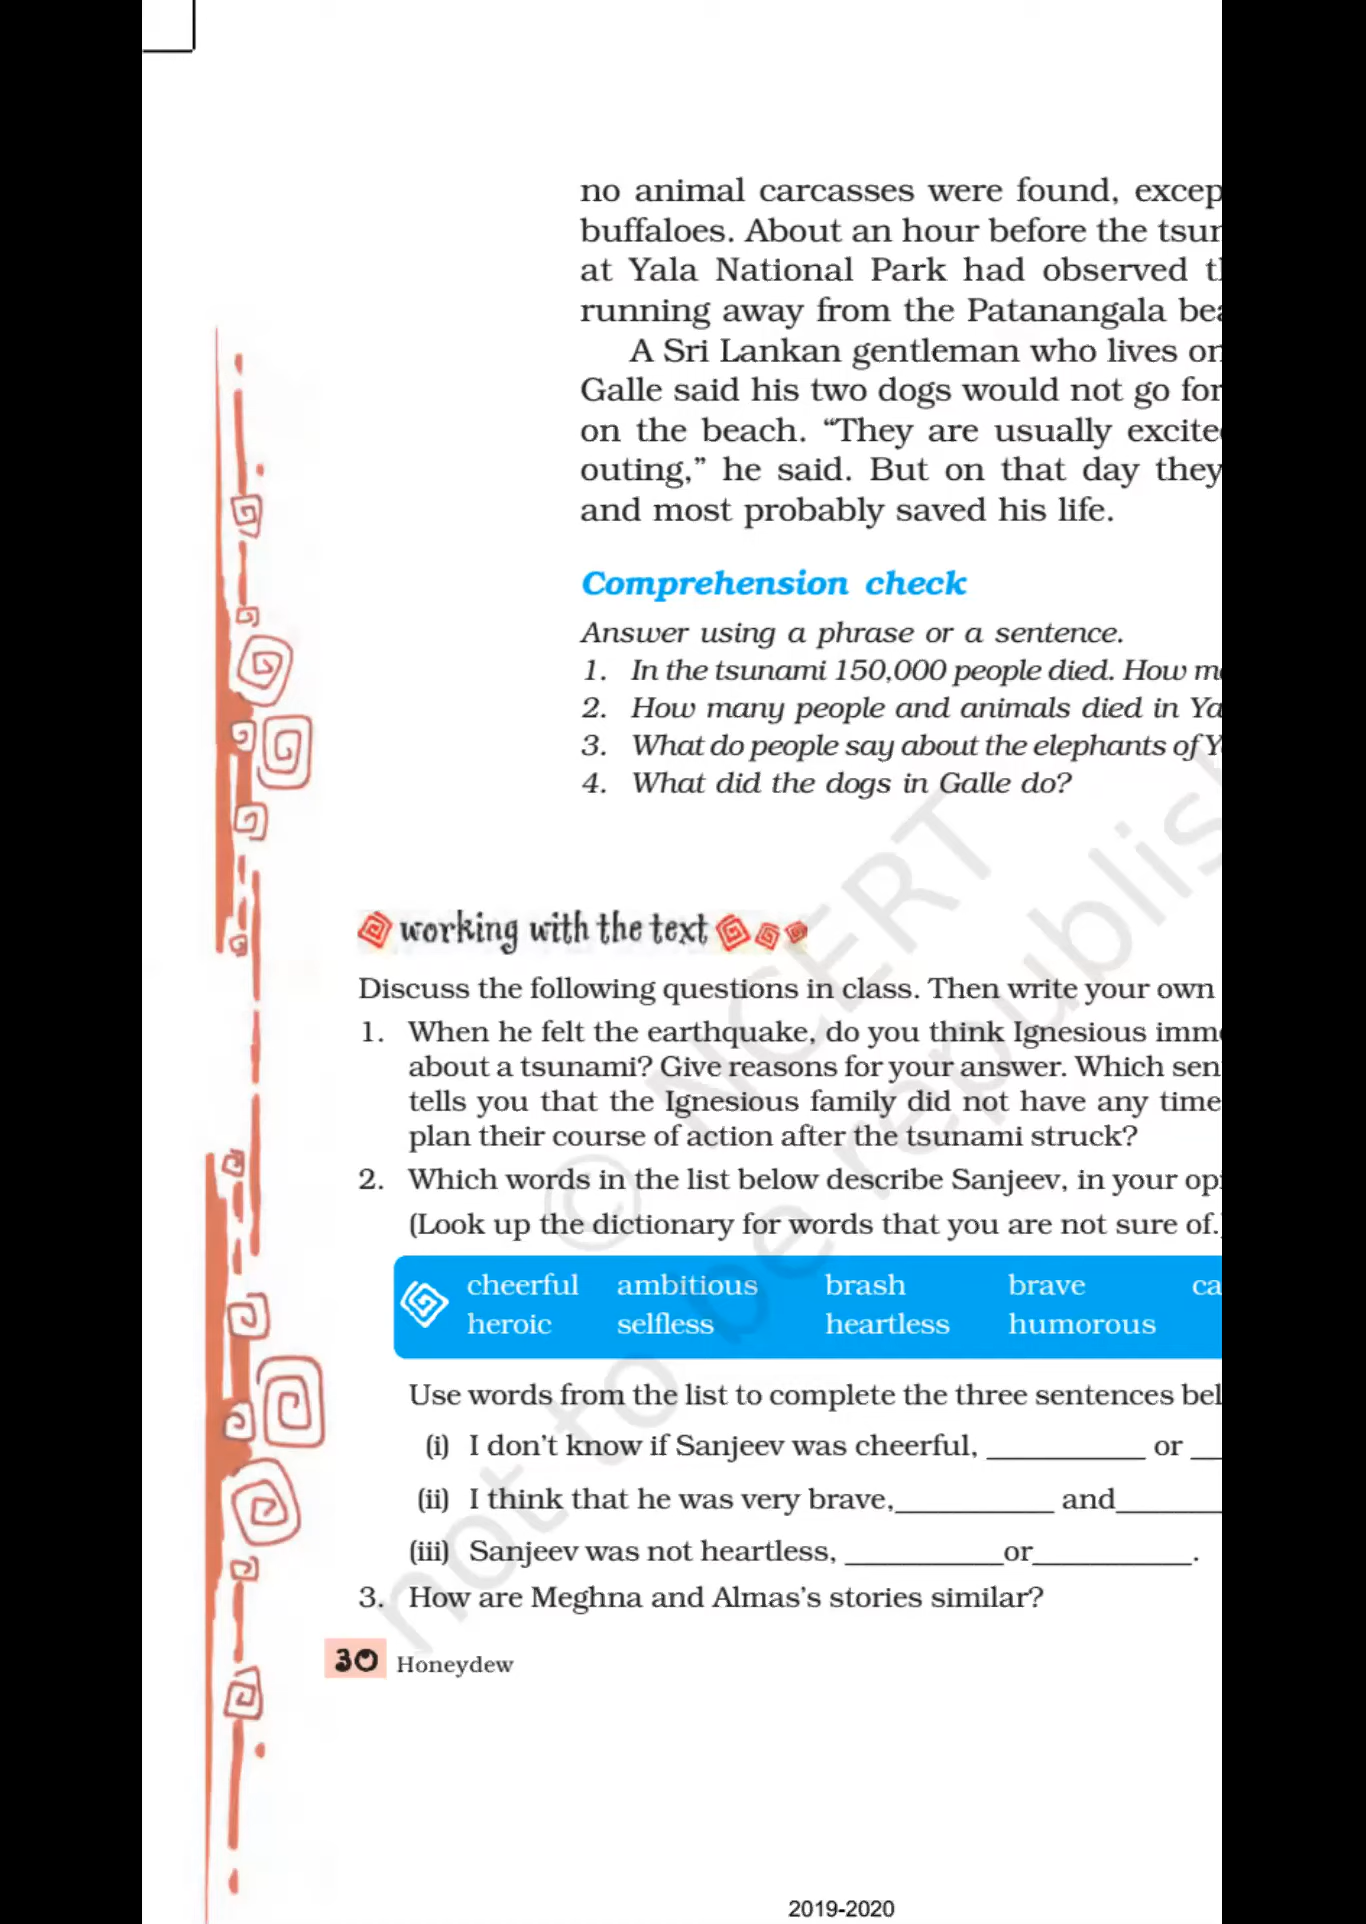 no animal carcasses were found, excep
buffaloes. About an hour before the tsu
at Yala National Park had observed t
running away from the Patanangala bea
A Sri Lankan gentleman who lives on
Galle said his two dogs would not go for
on the beach. “They are usually excite
outing,” he said. But on that day they
and most probably saved his life.
Comprehension check
Answer using a phrase or a sentence.
1. In the tsunami 150,000 people died. How m
2. How many people and animals died in Ya
3. What do people say about the elephants of Y
4. What did the dogs in Galle do?
working with the text
Discuss the following questions in class. Then write your own
1. When he felt the earthquake, do you think Ignesious imm
about a tsunami? Give reasons for your answer. Which sen
tells you that the Ignesious family did not have any time
plan their course of action after the tsunami struck?
2. Which words in the list below describe Sanjeev, in your opi
(Look up the dictionary for words that you are not sure of.)
cheerful ambitious brash brave ca
heroic selfless heartless humorous
Use words from the list to complete the three sentences bel
(i) I don’t know if Sanjeev was cheerful, __________ or __
(ii) I think that he was very brave,__________ and_______
(iii) Sanjeev was not heartless, __________or__________.
3. How are Meghna and Almas’s stories similar?
30 Honeydew
© NCERT
not to be republish
2019-2020